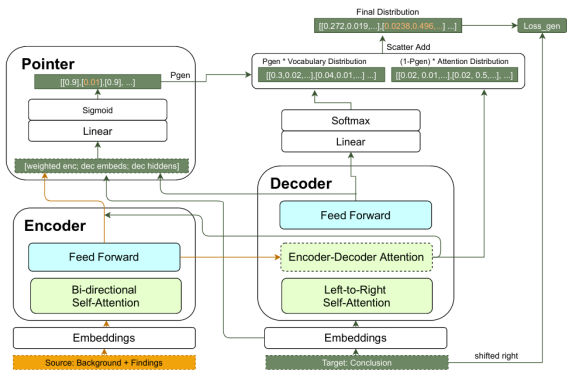 Final Distribution
[[0.272,0.019,...],[0.0238,0.496,...] ...]
Loss_gen
Scatter Add
Pointer
Pgen
Pgen * Vocabulary Distribution
(1-Pgen) * Attention Distribution
[[0.9],[0.01],[0.9], ...]
[[0.3,0.02,...],[0.04,0.01,...] ...]
[[0.02, 0.01,...],[0.02, 0.5,...], ...]
Sigmoid
Linear
Softmax
Linear
[weighted enc; dec embeds; dec hiddens]
Decoder
Encoder
Feed Forward
Feed Forward
Encoder-Decoder Attention
Bi-directional
Self-Attention
Left-to-Right
Self-Attention
Embeddings
Embeddings
Source: Background + Findings
Target: Conclusion
shifted right